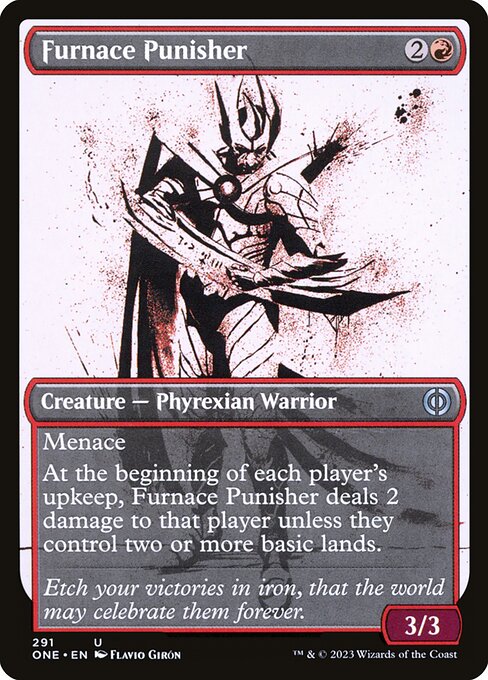 Furnace Punisher 2
Creature — Phyrexian Warrior
Menace
At the beginning of each player's
upkeep, Furnace Punisher deals 2
damage to that player unless they
control two or more basic lands.
Etch your victories in iron, that the world
may celebrate them forever.
3/3
291 U
ONE • EN Flavio Girón
™ & © 2023 Wizards of the Coast